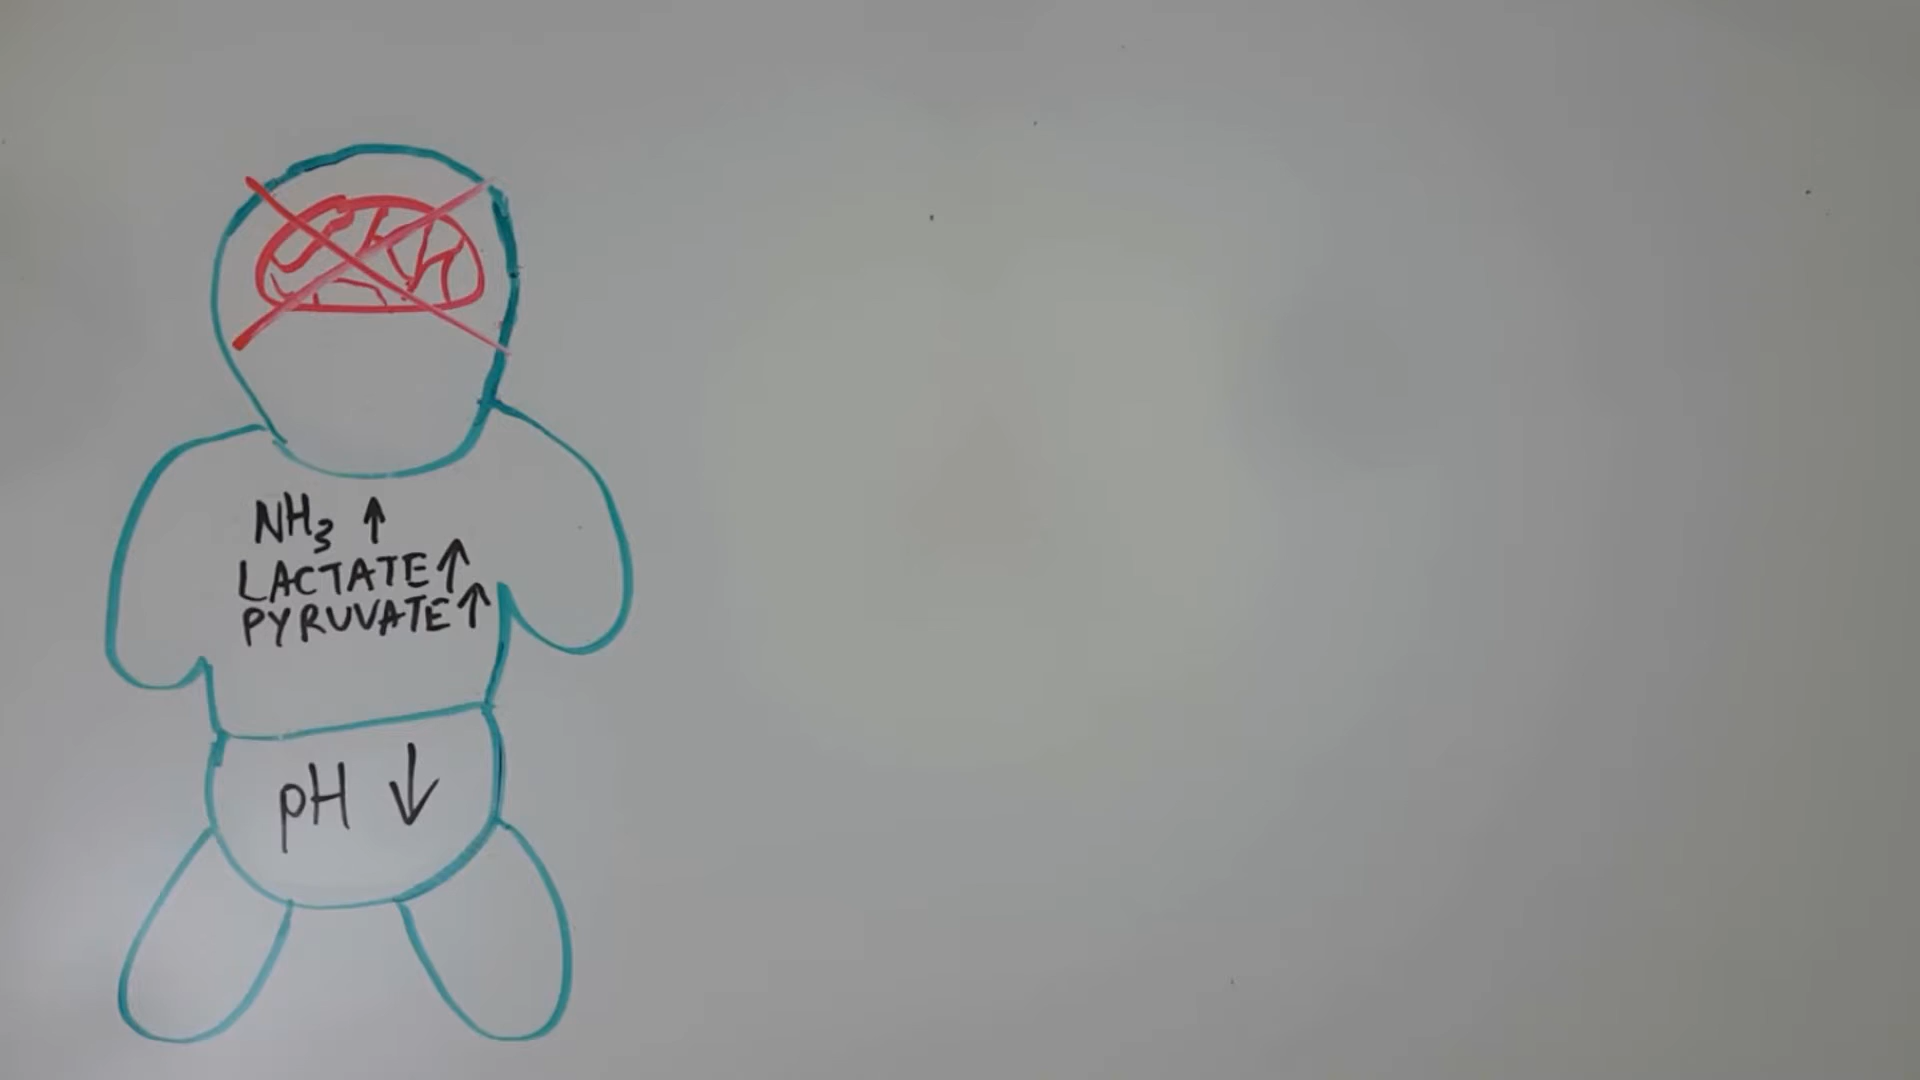 NH₃ ↑
LACTATE ↑
PYRUVATE ↑
pH ↓